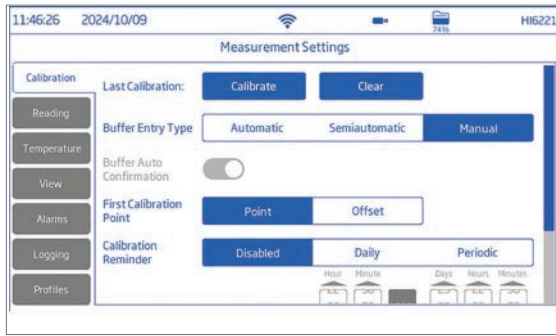 11:46:26 2024/10/09 74% HI6221
Measurement Settings
Calibration
Last Calibration: Calibrate Clear
Reading
Buffer Entry Type Automatic Semiautomatic Manual
Temperature
Buffer Auto
Confirmation
View
First Calibration
Point
Point Offset
Alarms
Calibration
Reminder
Disabled Daily Periodic
Logging
Hour Minute Days Hours Minutes
Profiles